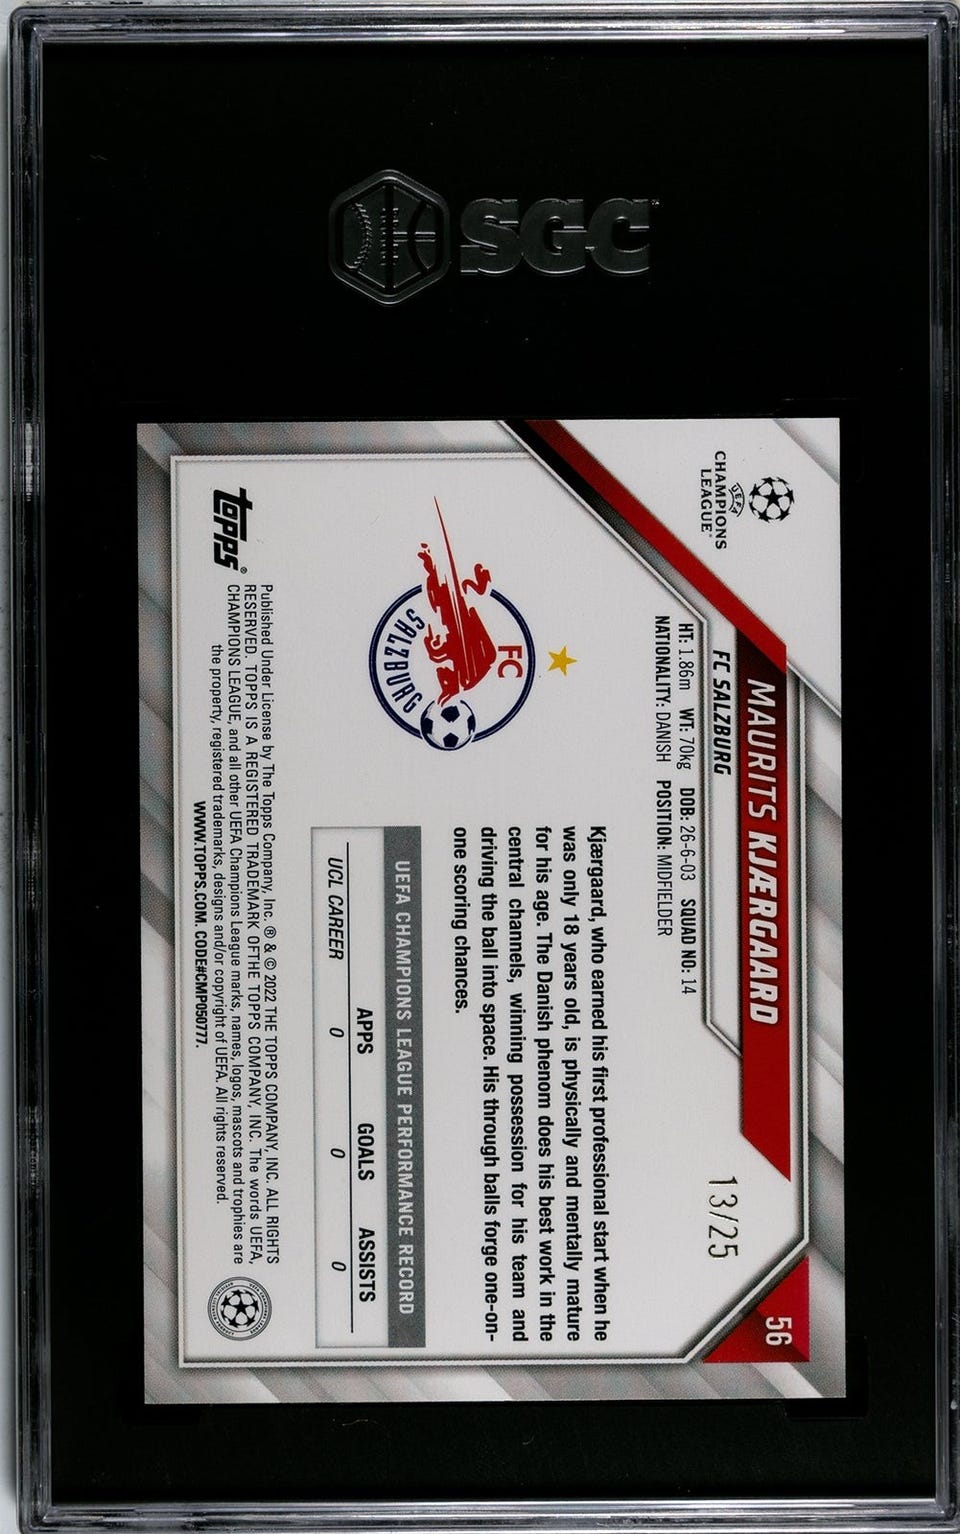 SGC
UEFA
CHAMPIONS
LEAGUE
MAURITS KJÆRGAARD
FC SALZBURG
HT: 1.86m WT: 70kg DOB: 26-6-03 SQUAD NO: 14
NATIONALITY: DANISH POSITION: MIDFIELDER
13/25
56
FC
SALZBURG
Kjærgaard, who earned his first professional start when he
was only 18 years old, is physically and mentally mature
for his age. The Danish phenom does his best work in the
central channels, winning possession for his team and
driving the ball into space. His through balls forge one-on-
one scoring chances.
UEFA CHAMPIONS LEAGUE PERFORMANCE RECORD
APPS GOALS ASSISTS
UCL CAREER 0 0 0
topps®
Published Under License by The Topps Company, Inc. ® & © 2022 THE TOPPS COMPANY, INC. ALL RIGHTS
RESERVED. TOPPS IS A REGISTERED TRADEMARK OF THE TOPPS COMPANY, INC. The words UEFA,
CHAMPIONS LEAGUE, and all other UEFA Champions League marks, names, logos, mascots and trophies are
the property, registered trademarks, designs and/or copyright of UEFA. All rights reserved.
WWW.TOPPS.COM. CODE#CMP050777.